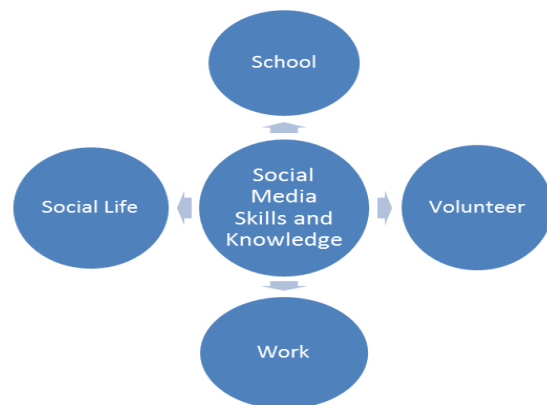 School
Social Life
Social
Media
Skills and
Knowledge
Volunteer
Work